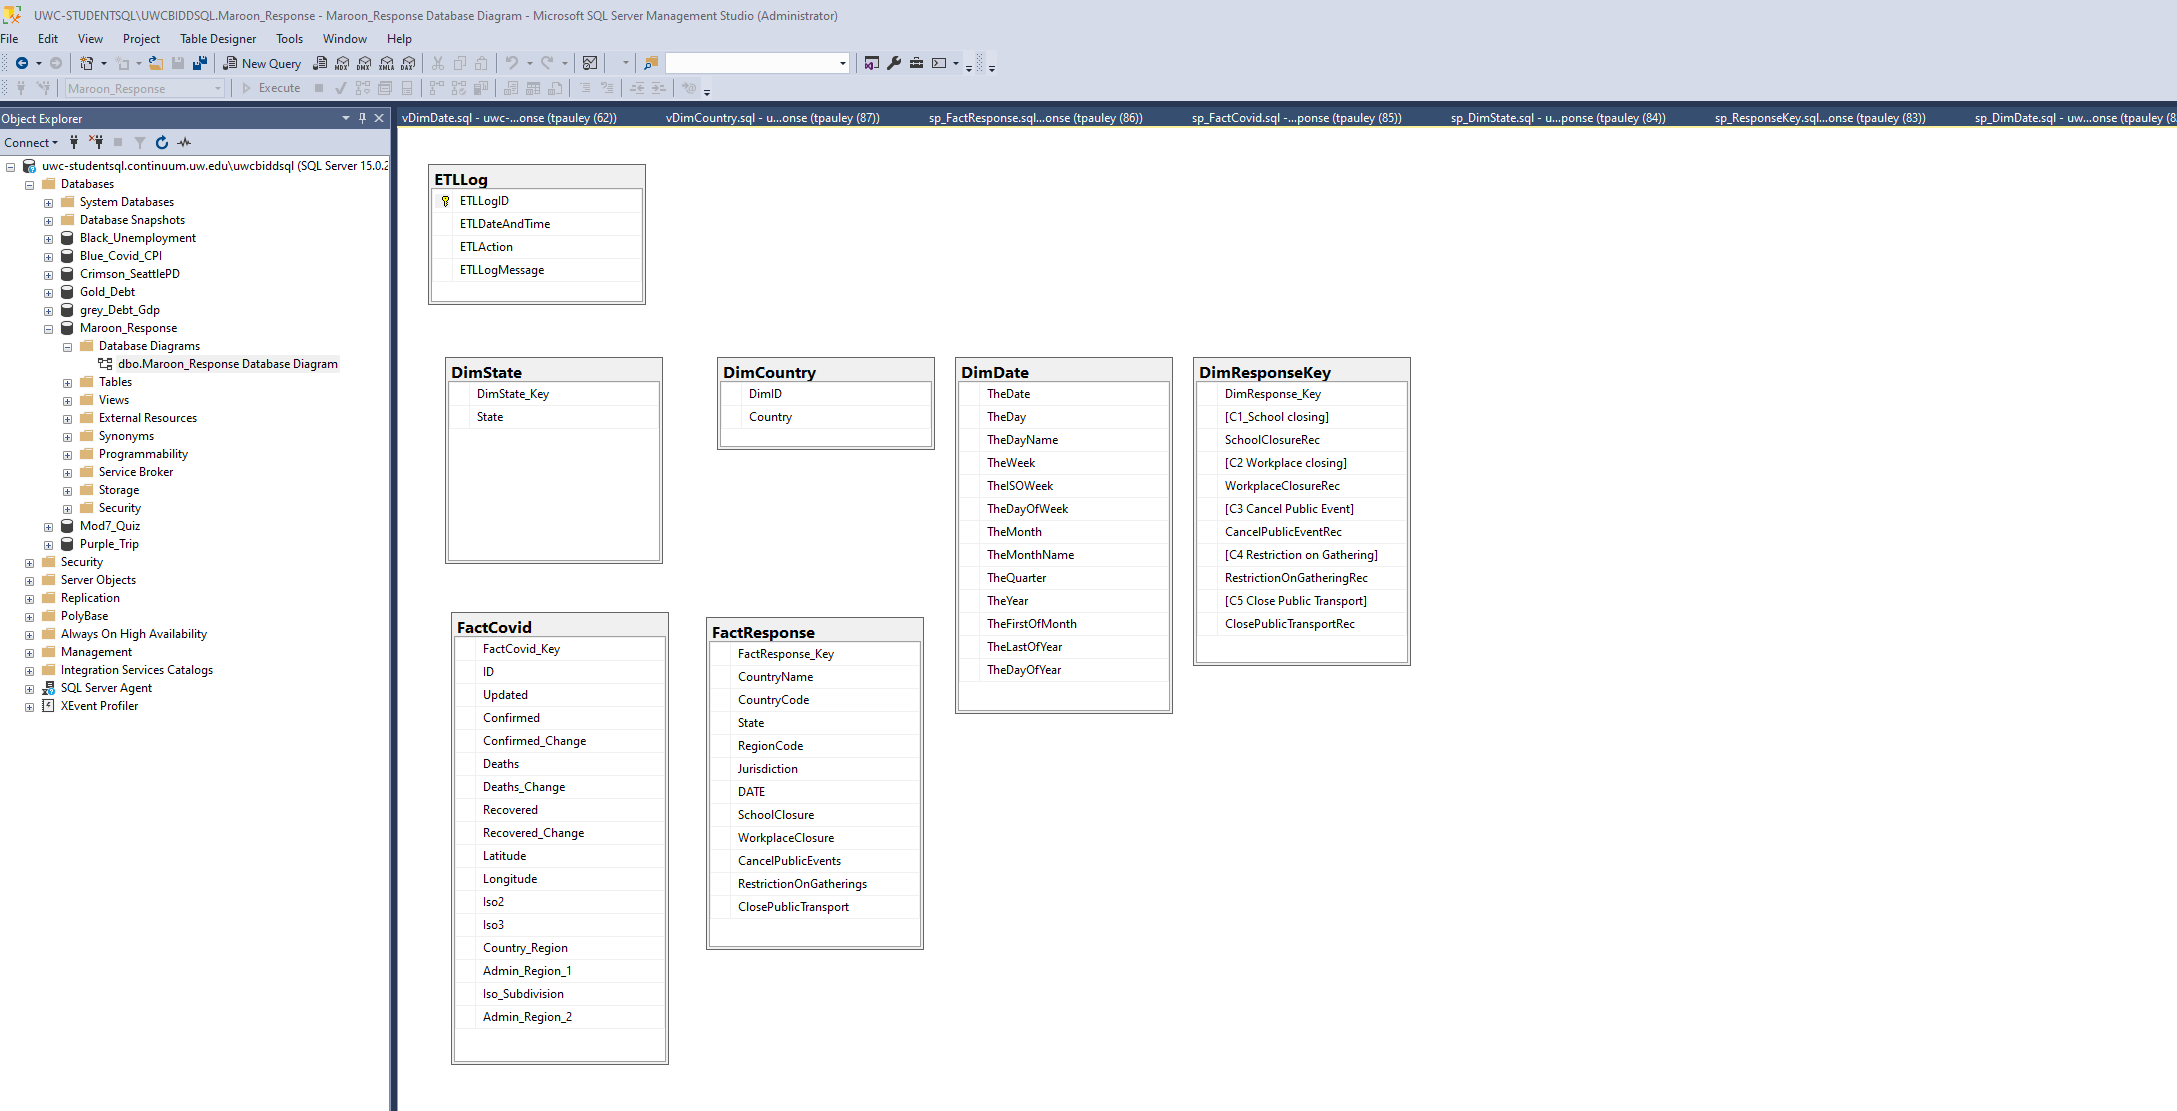 UWC-STUDENTSQL\UWCBIDDSQL.Maroon_Response - Maroon_Response Database Diagram - Microsoft SQL Server Management Studio (Administrator)
File Edit View Project Table Designer Tools Window Help
New Query MDX DMX XMLA DAX
Maroon_Response Execute
Object Explorer
vDimDate.sql - uwc-...onse (tpauley (62)) vDimCountry.sql - u...onse (tpauley (87)) sp_FactResponse.sql...onse (tpauley (86)) sp_FactCovid.sql -...ponse (tpauley (85)) sp_DimState.sql - u...ponse (tpauley (84)) sp_ResponseKey.sql...onse (tpauley (83)) sp_DimDate.sql - uw...onse (tpauley (8
Connect
uwc-studentsql.continuum.uw.edu\uwcbiddsql (SQL Server 15.0.2
Databases
System Databases
Database Snapshots
Black_Unemployment
Blue_Covid_CPI
Crimson_SeattlePD
Gold_Debt
grey_Debt_Gdp
Maroon_Response
Database Diagrams
dbo.Maroon_Response Database Diagram
Tables
Views
External Resources
Synonyms
Programmability
Service Broker
Storage
Security
Mod7_Quiz
Purple_Trip
Security
Server Objects
Replication
PolyBase
Always On High Availability
Management
Integration Services Catalogs
SQL Server Agent
XEvent Profiler
ETLLog
ETLLogID
ETLDateAndTime
ETLAction
ETLLogMessage
DimState
DimState_Key
State
DimCountry
DimID
Country
DimDate
TheDate
TheDay
TheDayName
TheWeek
TheISOWeek
TheDayOfWeek
TheMonth
TheMonthName
TheQuarter
TheYear
TheFirstOfMonth
TheLastOfYear
TheDayOfYear
DimResponseKey
DimResponse_Key
[C1_School closing]
SchoolClosureRec
[C2 Workplace closing]
WorkplaceClosureRec
[C3 Cancel Public Event]
CancelPublicEventRec
[C4 Restriction on Gathering]
RestrictionOnGatheringRec
[C5 Close Public Transport]
ClosePublicTransportRec
FactCovid
FactCovid_Key
ID
Updated
Confirmed
Confirmed_Change
Deaths
Deaths_Change
Recovered
Recovered_Change
Latitude
Longitude
Iso2
Iso3
Country_Region
Admin_Region_1
Iso_Subdivision
Admin_Region_2
FactResponse
FactResponse_Key
CountryName
CountryCode
State
RegionCode
Jurisdiction
DATE
SchoolClosure
WorkplaceClosure
CancelPublicEvents
RestrictionOnGatherings
ClosePublicTransport